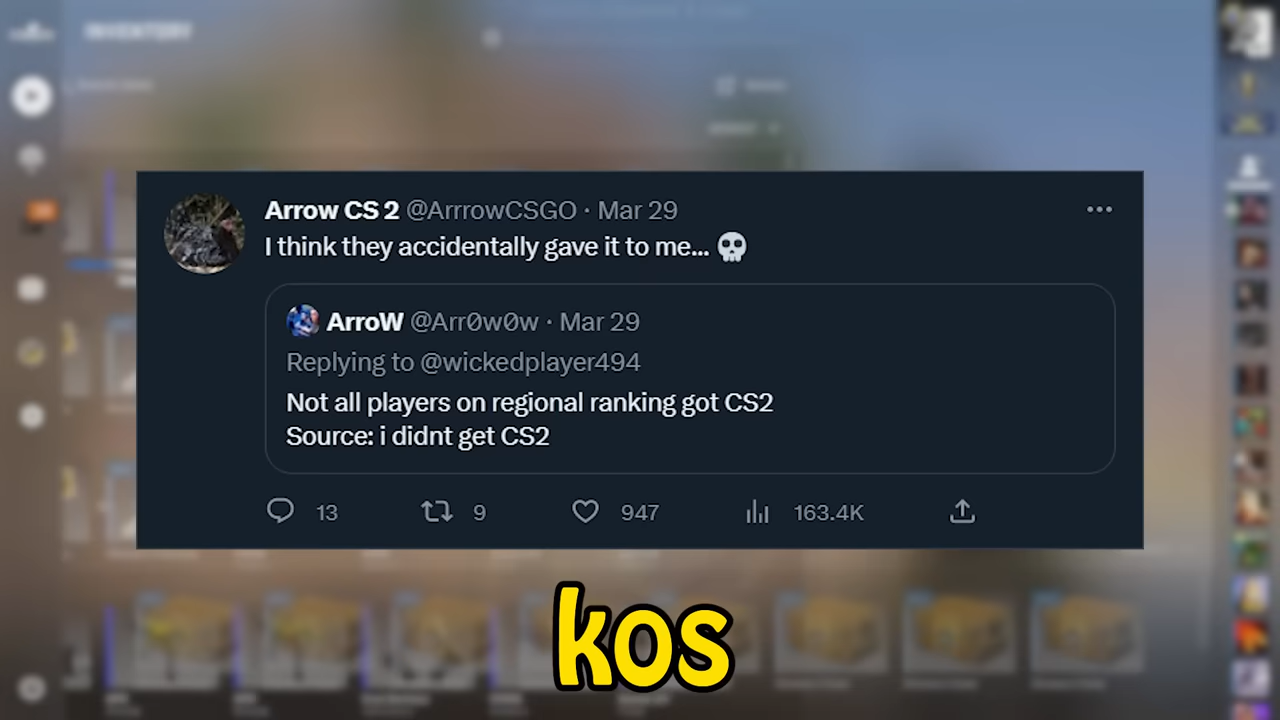 INVENTORY
Arrow CS 2 @ArrrowCSGO · Mar 29
I think they accidentally gave it to me... 💀
ArroW @Arr0w0w · Mar 29
Replying to @wickedplayer494
Not all players on regional ranking got CS2
Source: i didnt get CS2
13 9 947 163.4K
kos